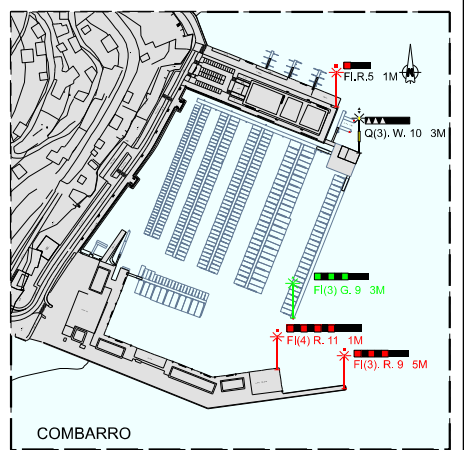 Fl.R.5 1M
N
Q(3). W. 10 3M
Fl(3) G. 9 3M
Fl(4) R. 11 1M
Fl(3). R. 9 5M
COMBARRO